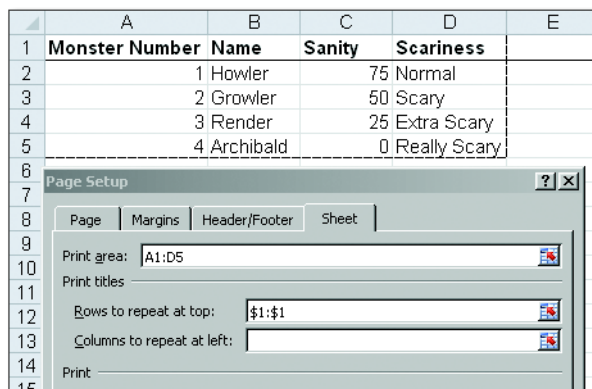 A B C D E
1 Monster Number Name Sanity Scariness
2 1 Howler 75 Normal
3 2 Growler 50 Scary
4 3 Render 25 Extra Scary
5 4 Archibald 0 Really Scary
6
Page Setup ? X
7
8 Page Margins Header/Footer Sheet
9
Print area: A1:D5
10
Print titles
11
12 Rows to repeat at top: $1:$1
13 Columns to repeat at left:
14 Print
15